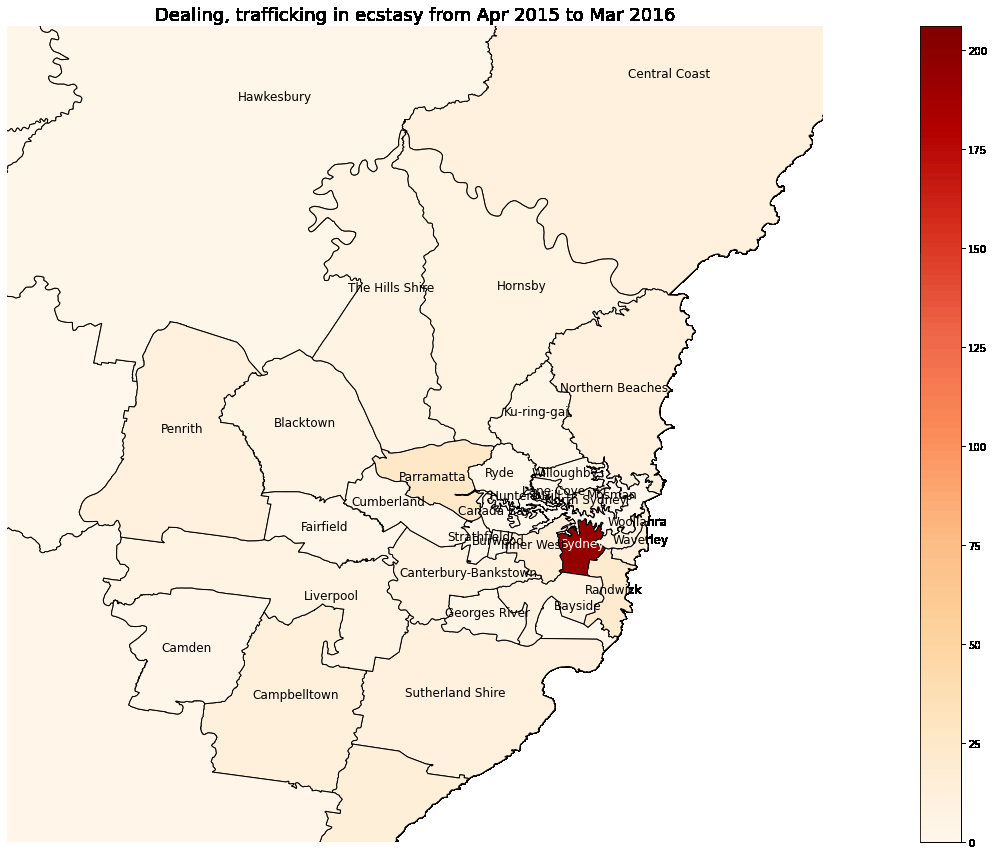 Dealing, trafficking in ecstasy from Apr 2015 to Mar 2016
200
Central Coast
Hawkesbury
175
150
The Hills Shire
Hornsby
125
Northern Beaches
Ku-ring-gai
Penrith
Blacktown
100
Parramatta
Ryde
Willoughby
Cumberland
Lane Cove
Mosman
North Sydney
Hunters Hill
Canada Bay
Fairfield
Woollahra
Strathfield
Burwood
Inner West
Sydney
Waverley
75
Canterbury-Bankstown
Liverpool
Randwick
Bayside
Georges River
Camden
50
Campbelltown
Sutherland Shire
25
0